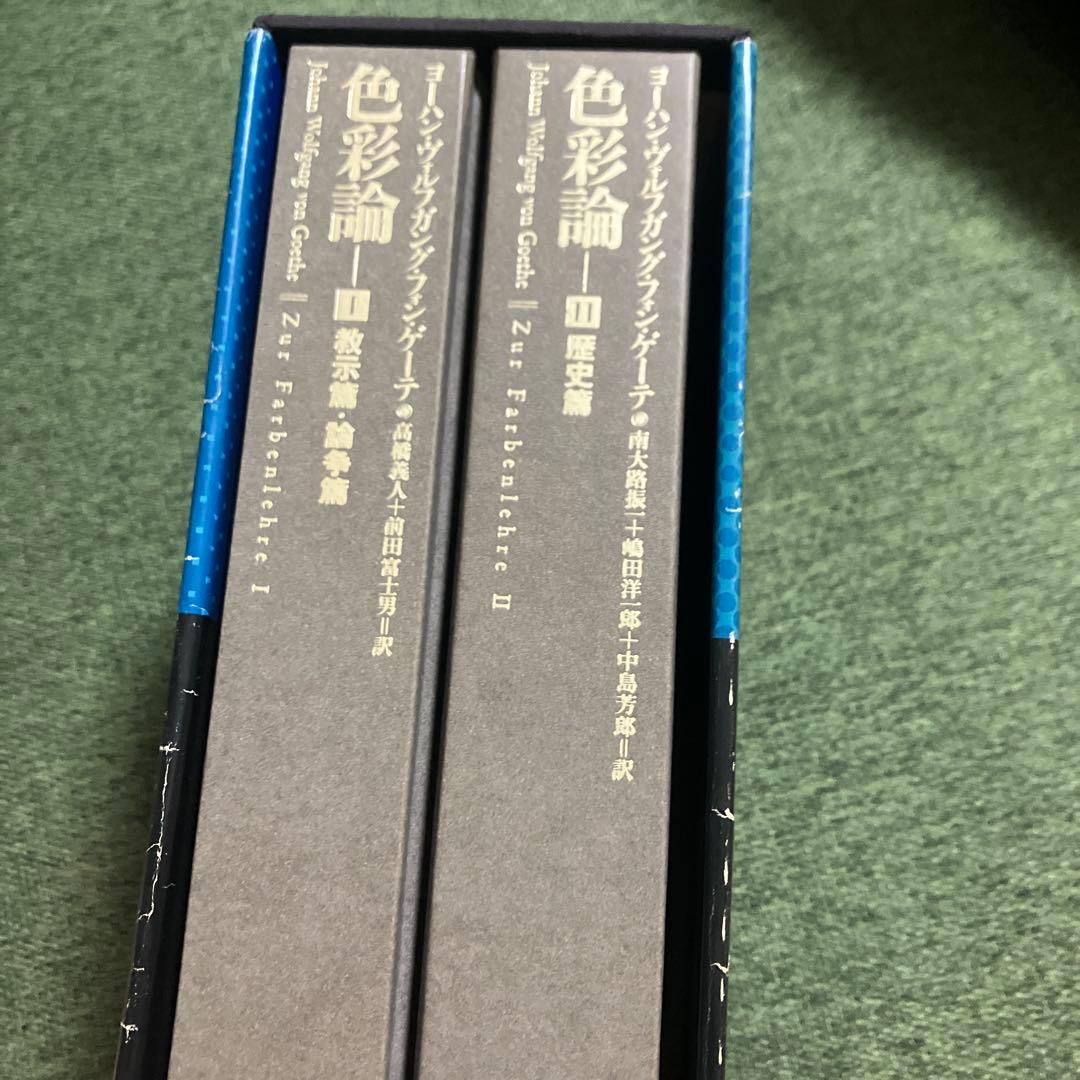 ヨーハン・ヴォルフガング・フォン・ゲーテ●高橋義人+前田富士男=訳
色彩論—I 教示篇・論争篇
Johann Wolfgang von Goethe || Zur Farbenlehre I
ヨーハン・ヴォルフガング・フォン・ゲーテ●南大路振一+嶋田洋一郎+中島芳郎=訳
色彩論—II 歴史篇
Johann Wolfgang von Goethe || Zur Farbenlehre II